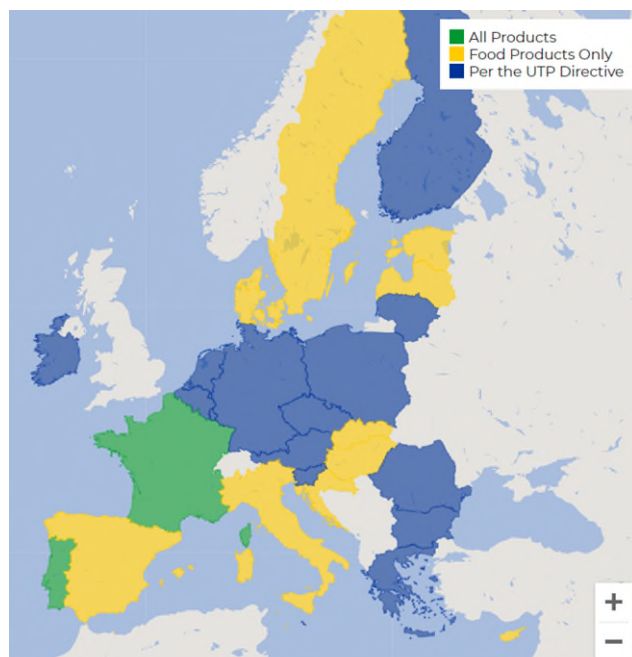 All Products
Food Products Only
Per the UTP Directive
+
−